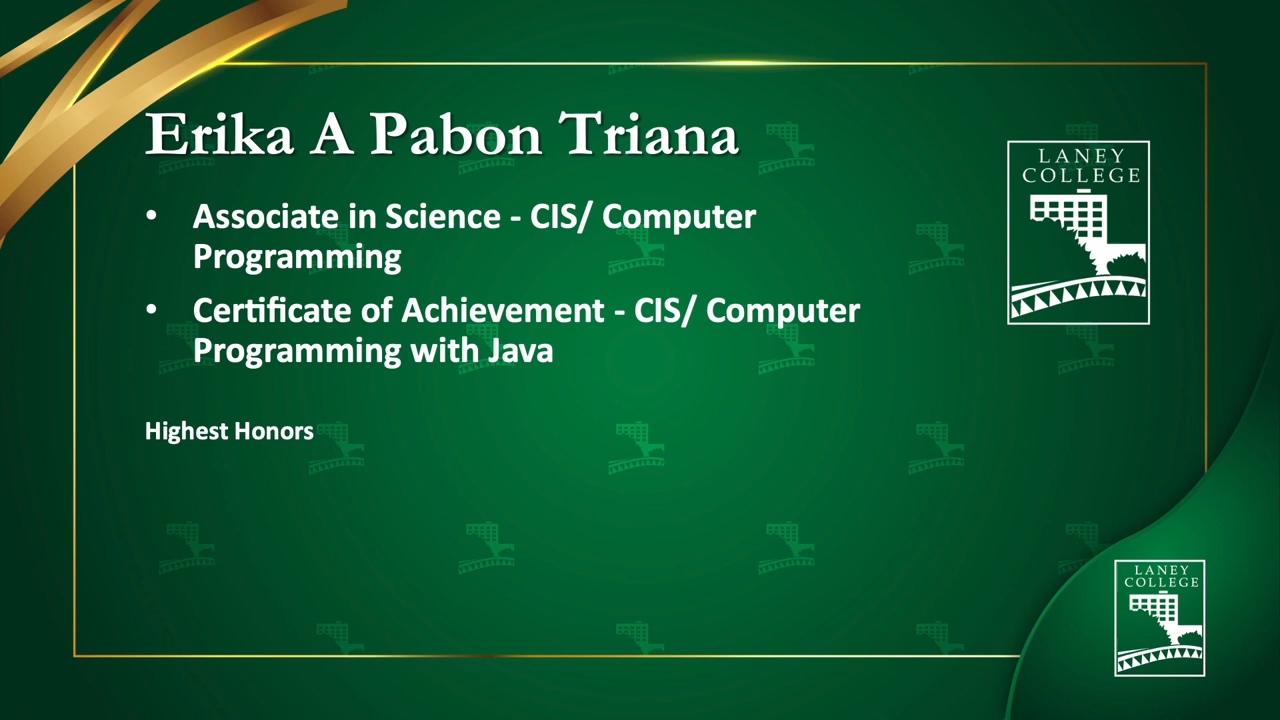 Erika A Pabon Triana
• Associate in Science - CIS/ Computer
Programming
• Certificate of Achievement - CIS/ Computer
Programming with Java
Highest Honors
LANEY
COLLEGE
LANEY
COLLEGE